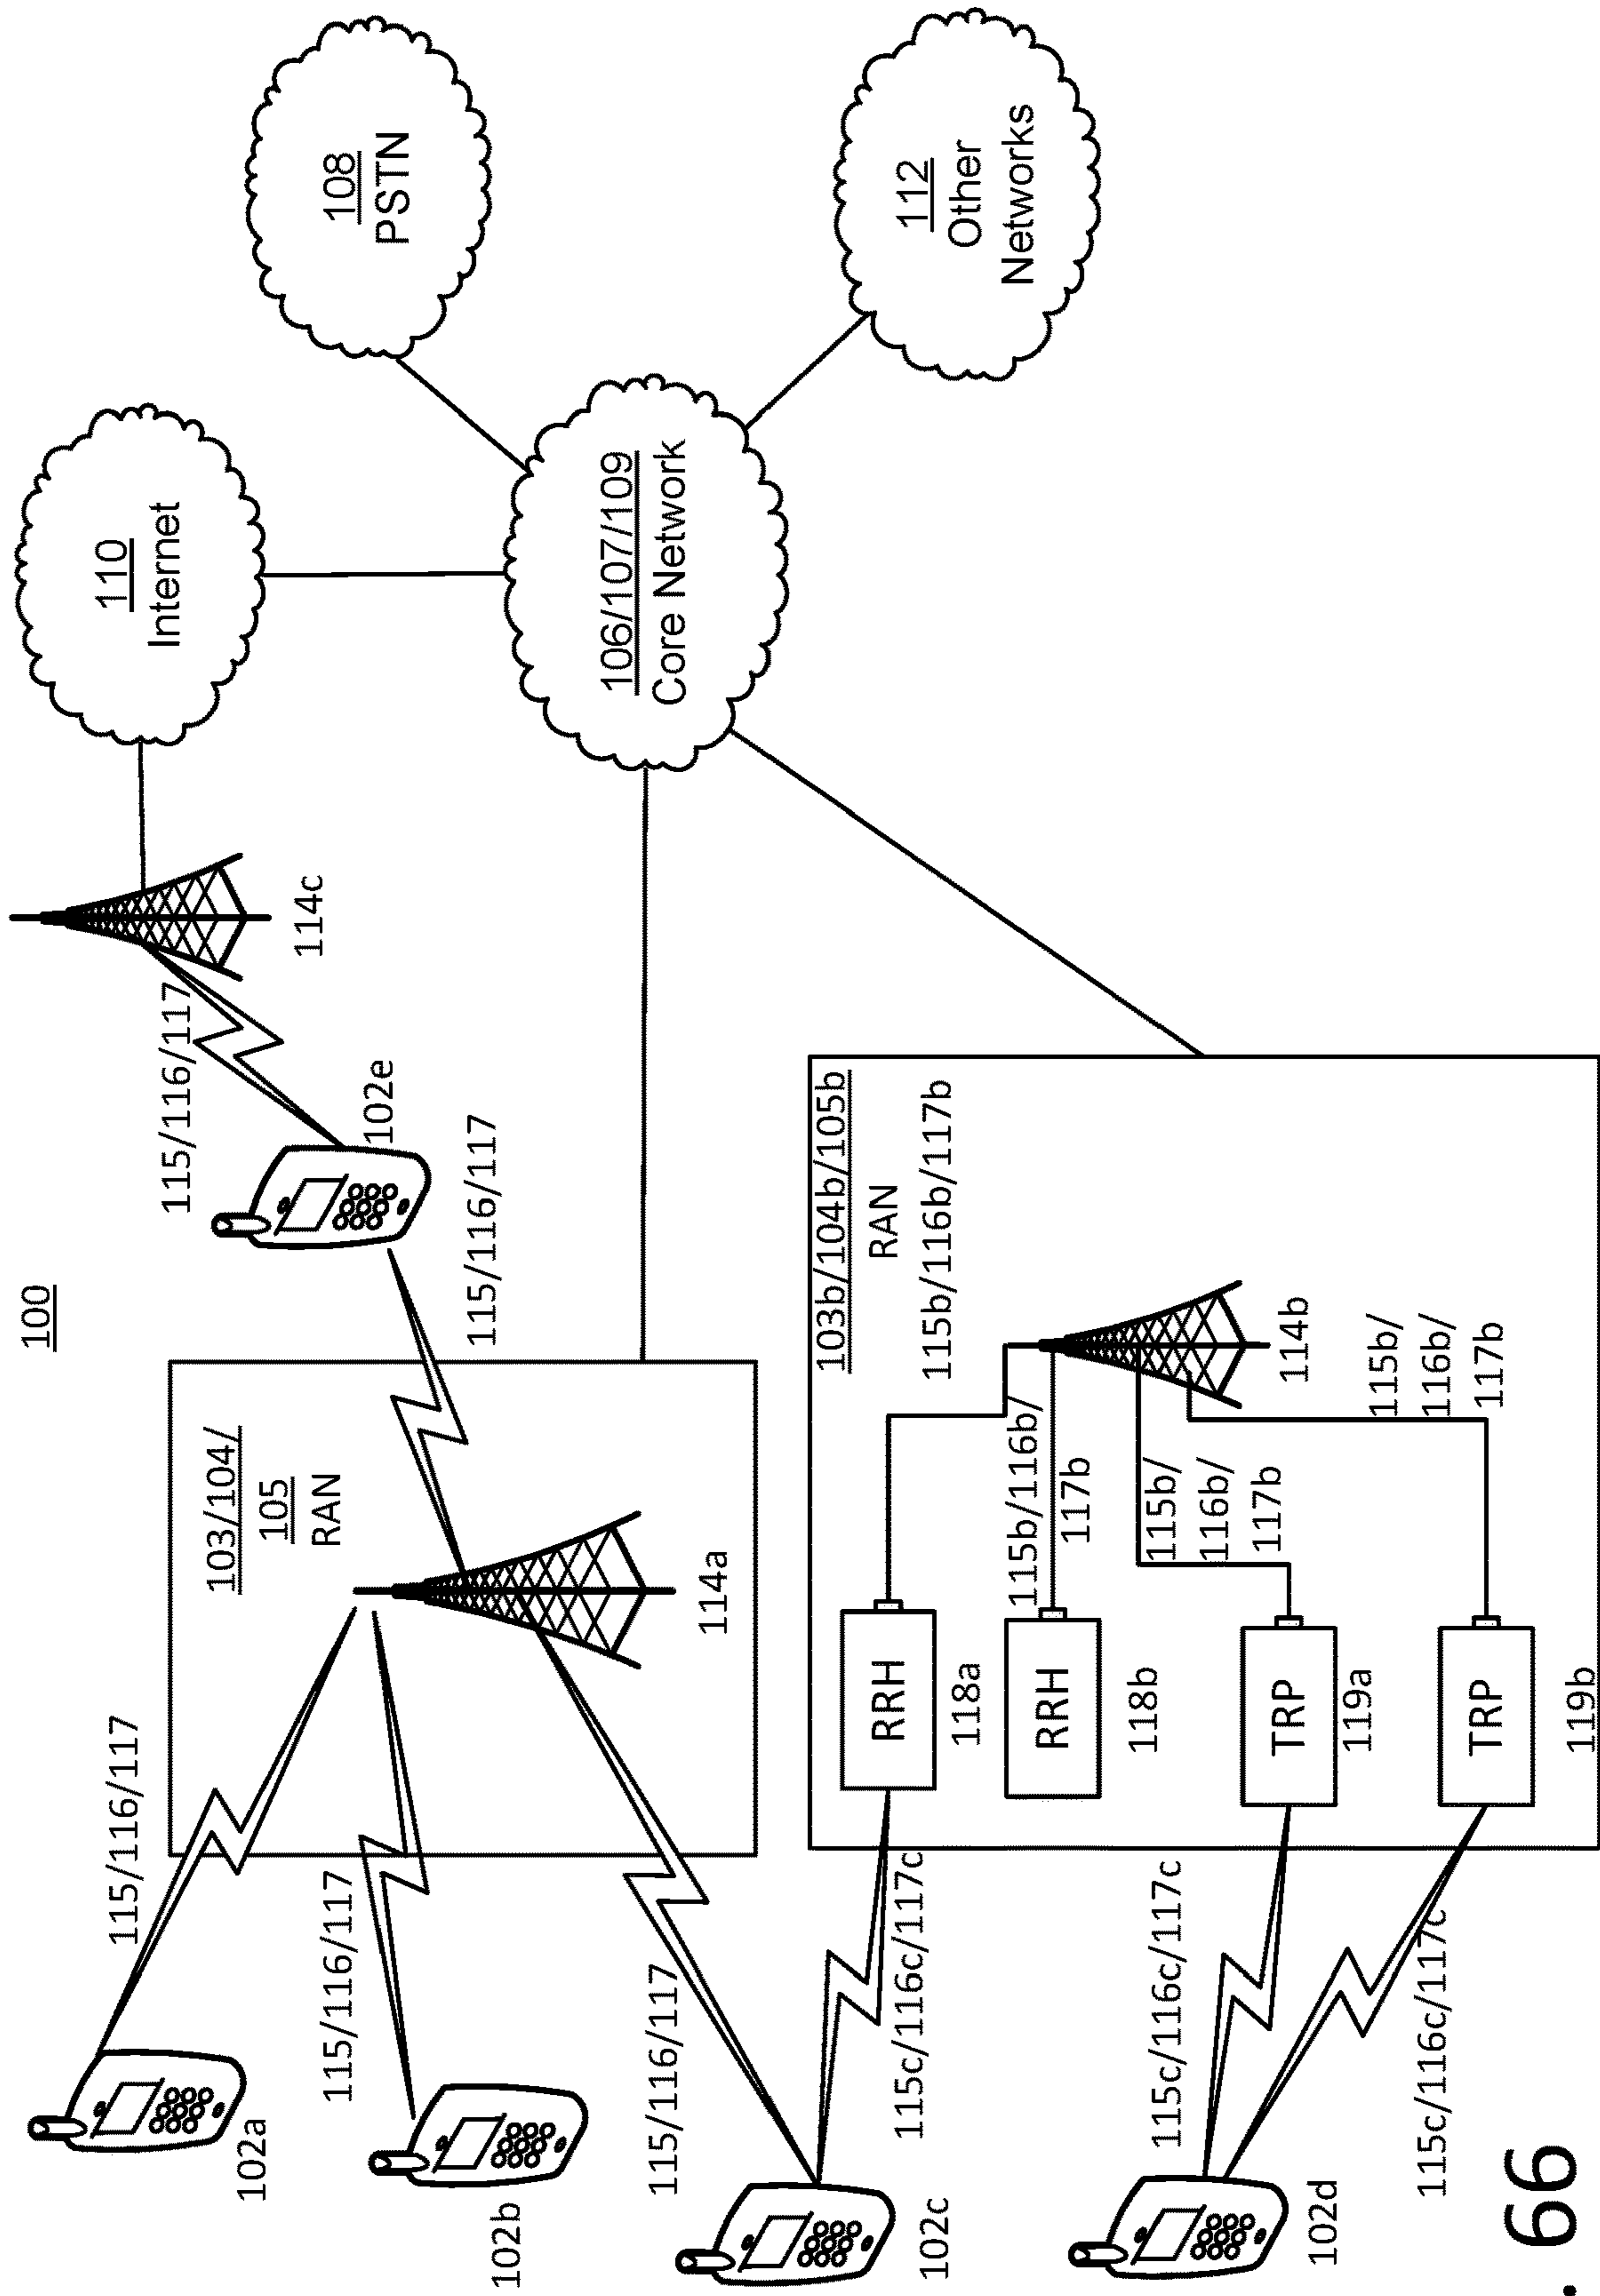 100
102a
115/116/117
102b
115/116/117
102c
115/116/117
115c/116c/117c
102d
115c/116c/117c
115c/116c/117c
103/104/
105
RAN
114a
115/116/117
102e
115/116/117
114c
110
Internet
108
PSTN
106/107/109
Core Network
112
Other
Networks
103b/104b/105b
RAN
115b/116b/117b
114b
115b/116b/
117b
115b/
116b/
117b
115b/
116b/
117b
RRH
118a
RRH
118b
TRP
119a
TRP
119b
. 66